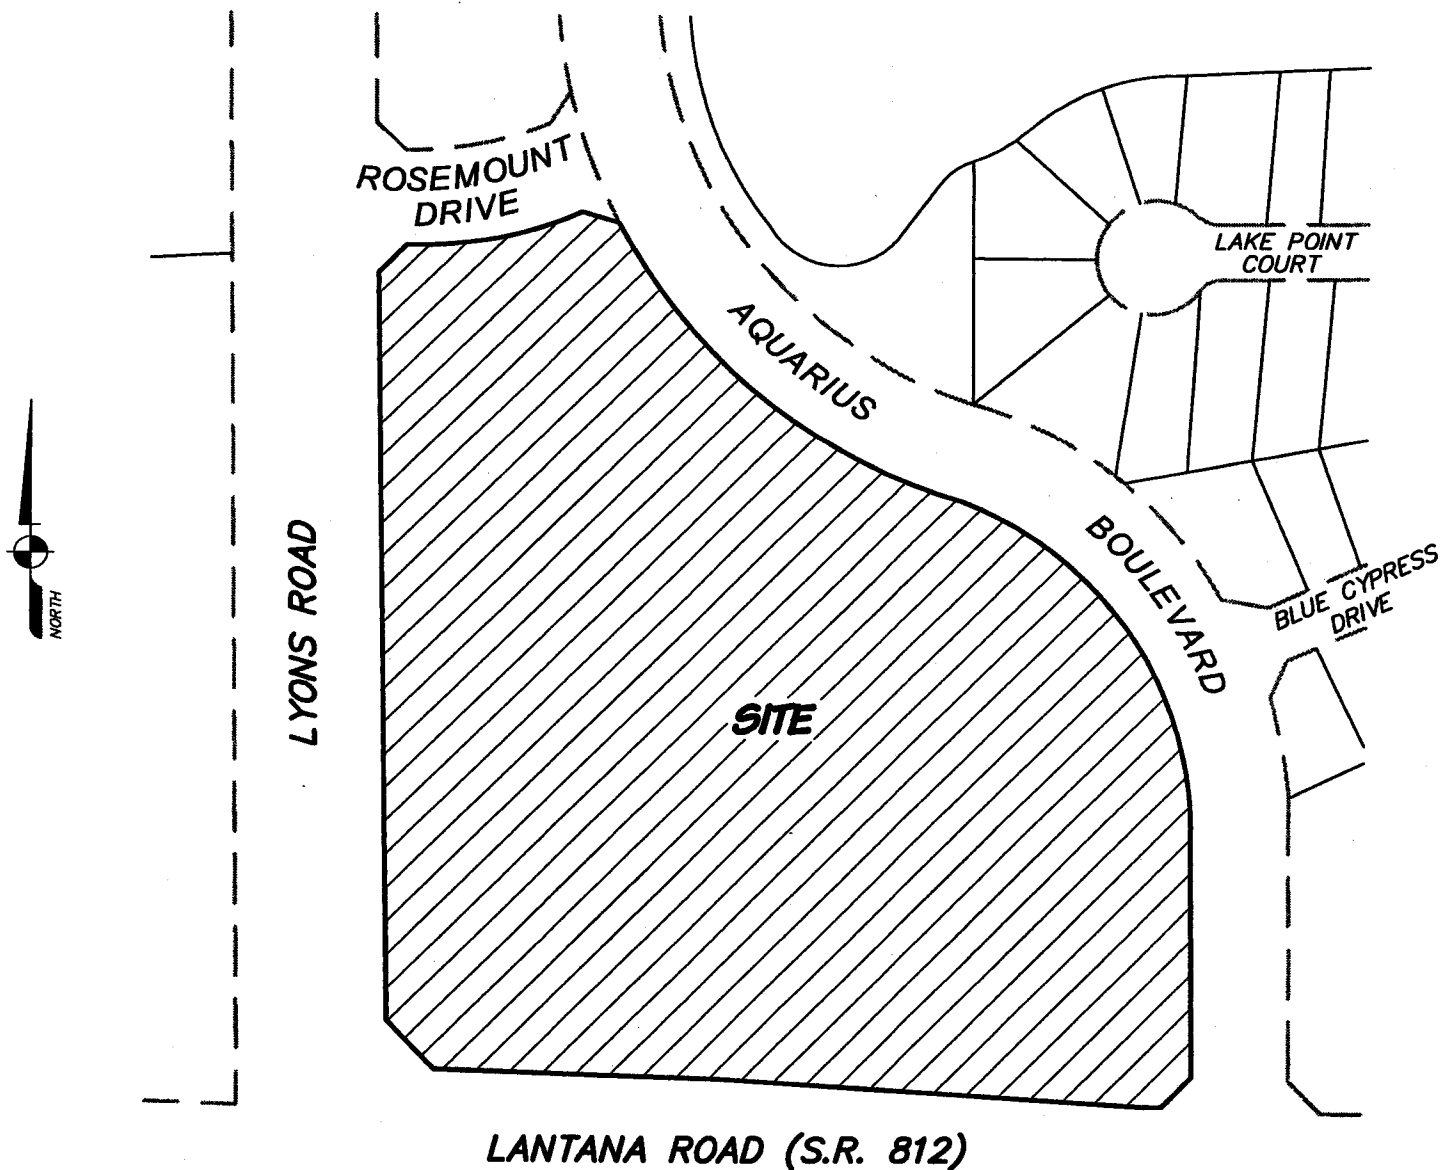 ROSEMOUNT
DRIVE
LAKE POINT
COURT
AQUARIUS
BOULEVARD
BLUE CYPRESS
DRIVE
NORTH
LYONS ROAD
SITE
LANTANA ROAD (S.R. 812)